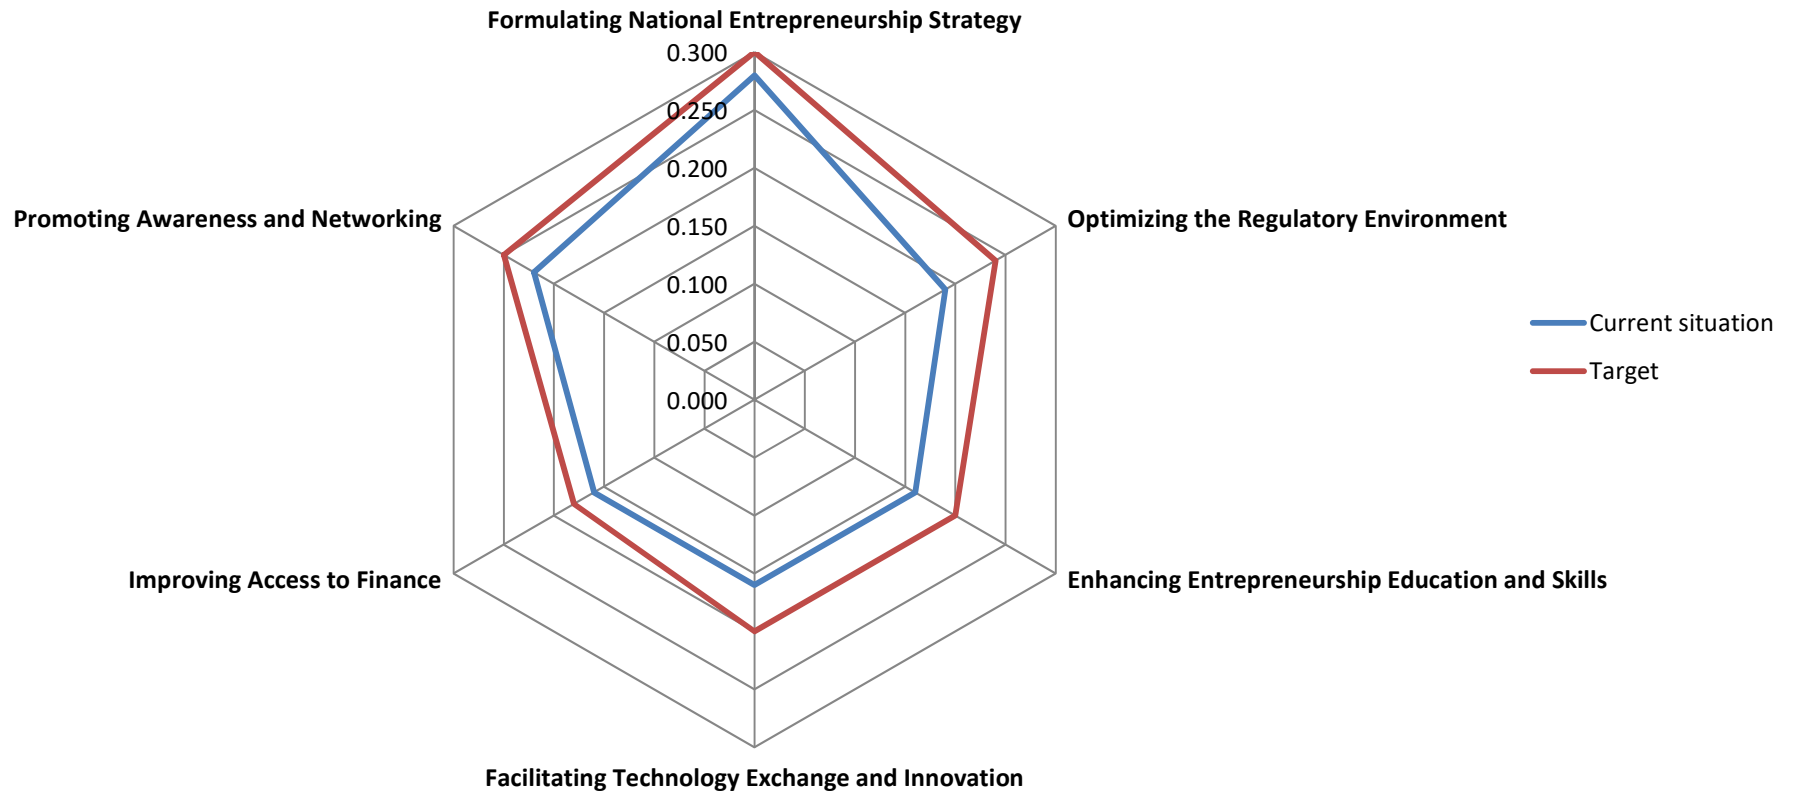 Formulating National Entrepreneurship Strategy
0.300
0.250
0.200
0.150
0.100
0.050
0.000
Promoting Awareness and Networking
Optimizing the Regulatory Environment
Current situation
Target
Improving Access to Finance
Enhancing Entrepreneurship Education and Skills
Facilitating Technology Exchange and Innovation